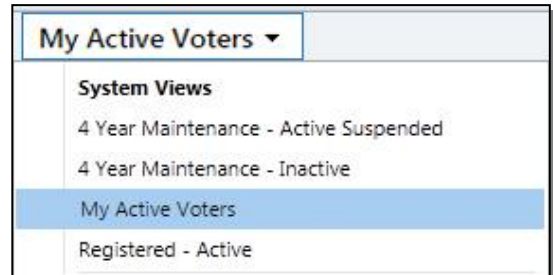 My Active Voters
System Views
4 Year Maintenance - Active Suspended
4 Year Maintenance - Inactive
My Active Voters
Registered - Active